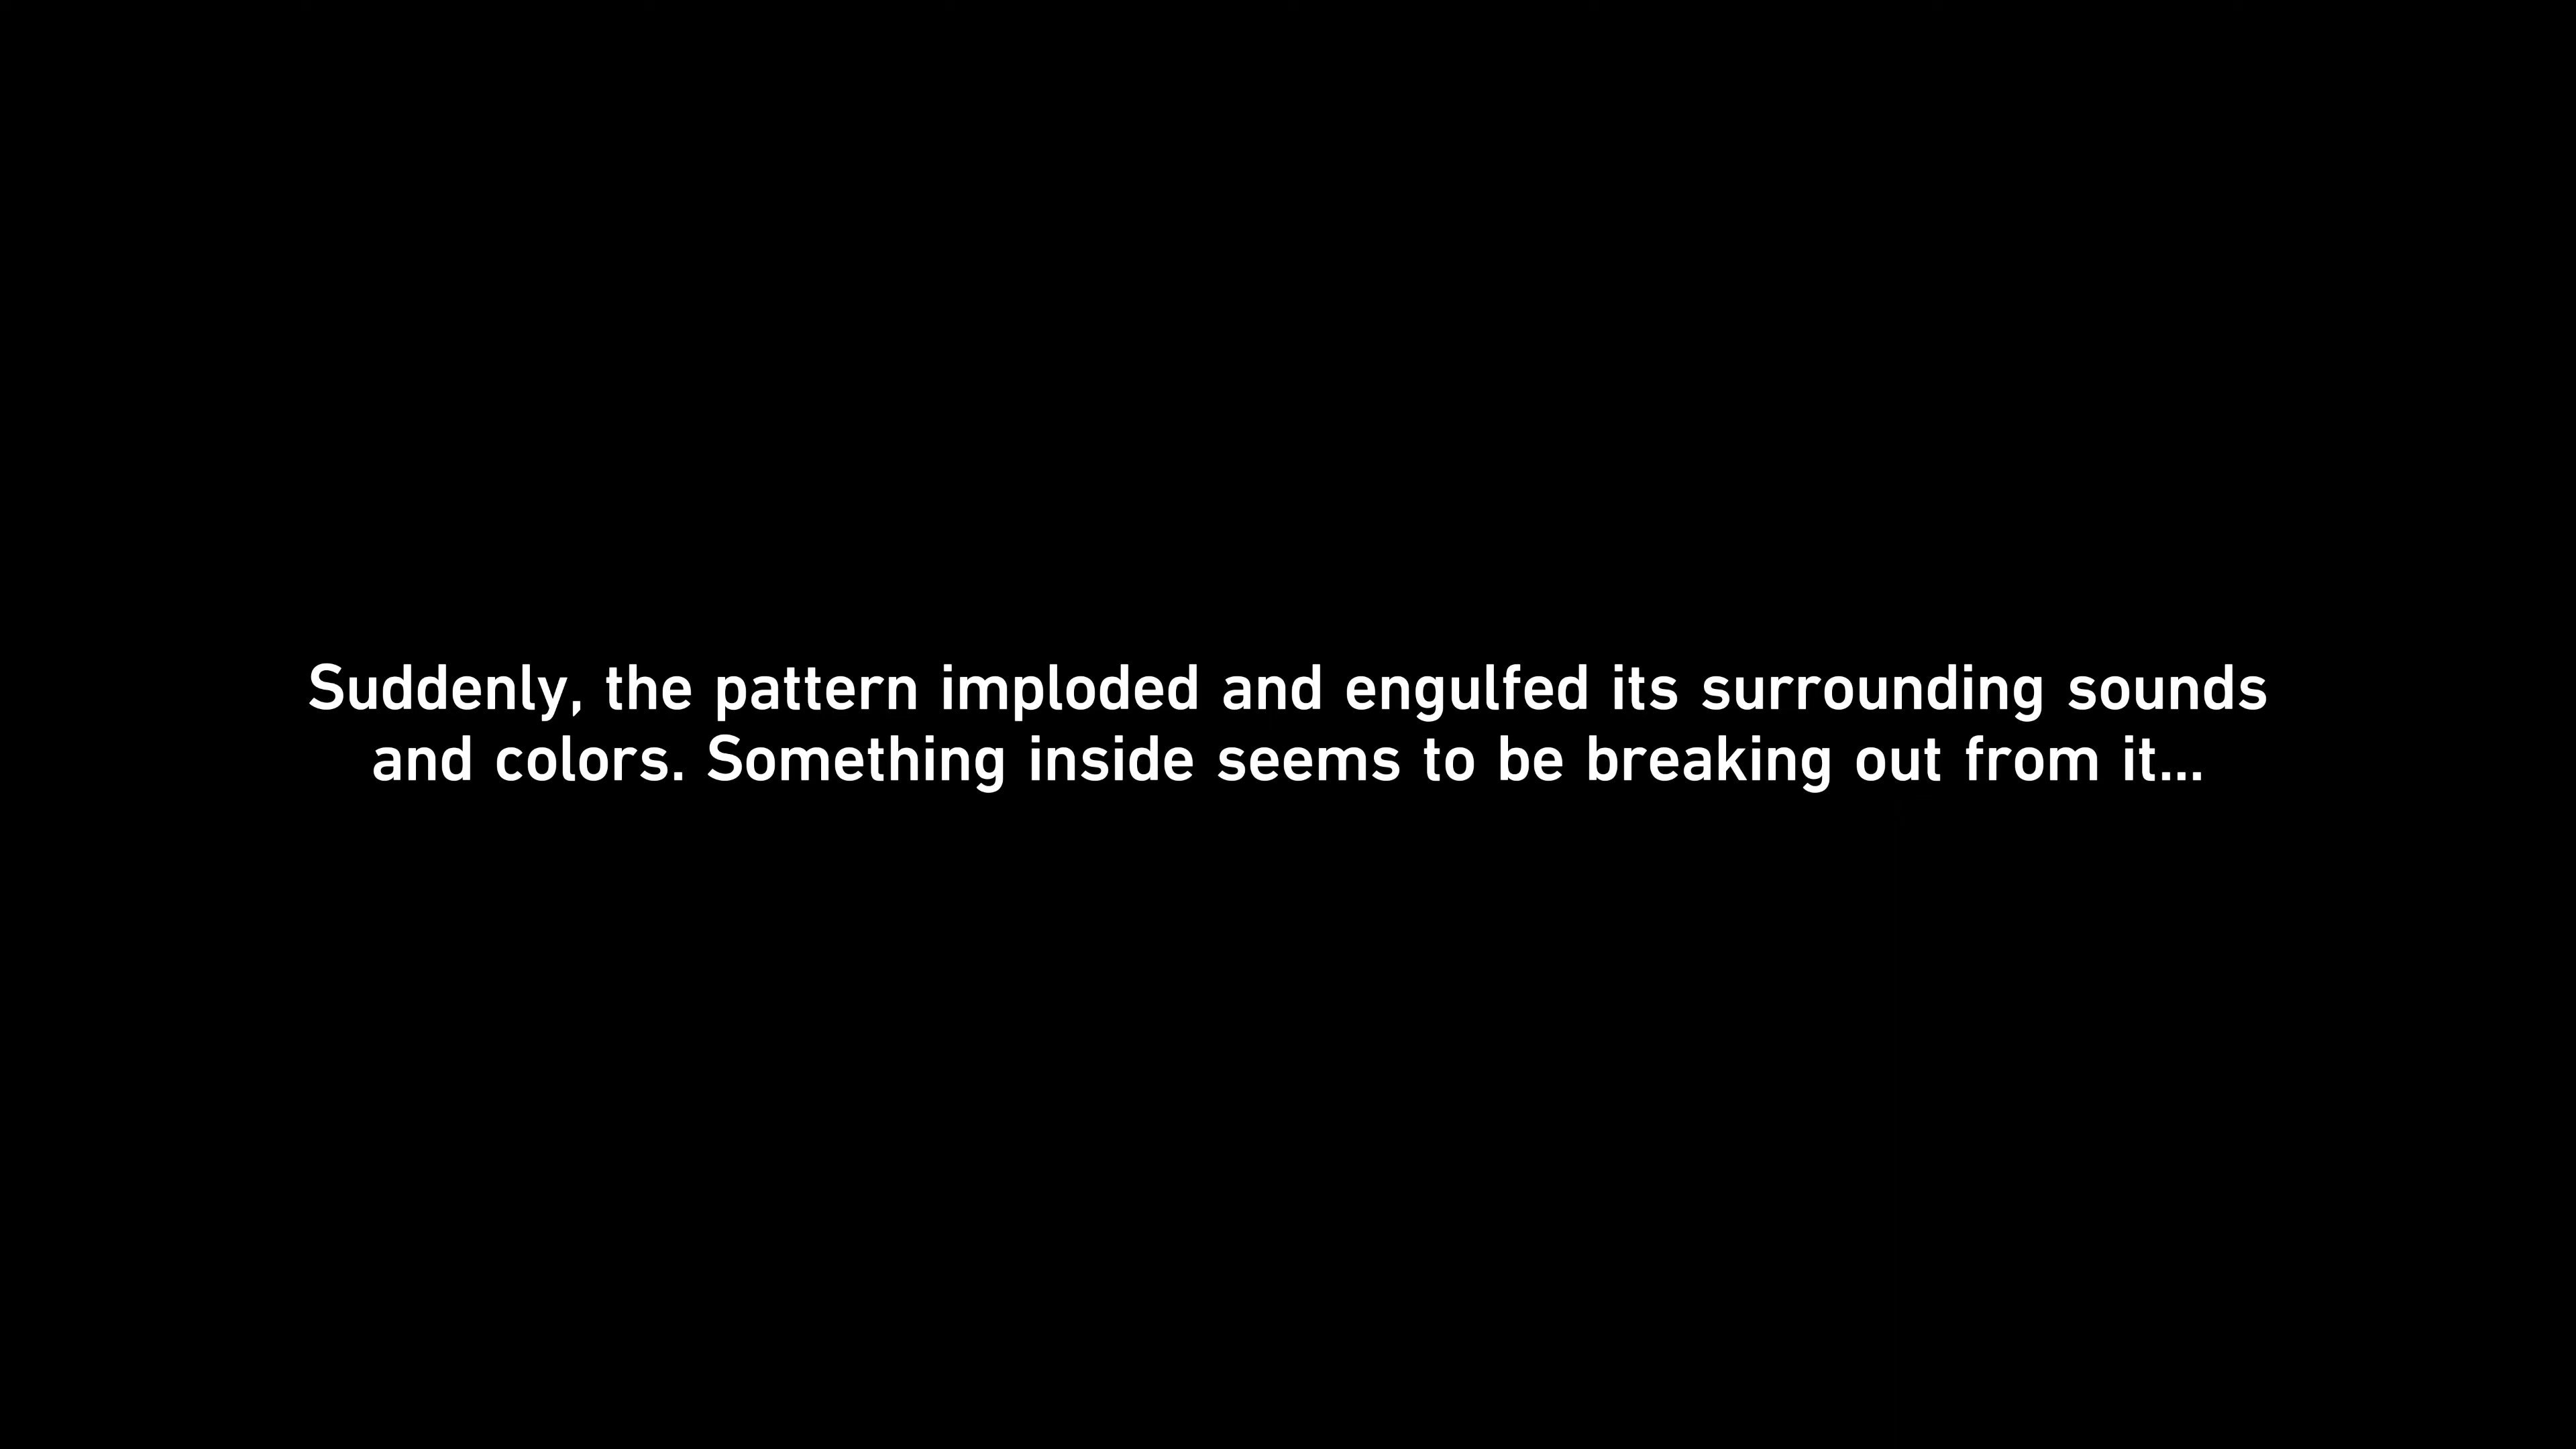 Suddenly, the pattern imploded and engulfed its surrounding sounds
and colors. Something inside seems to be breaking out from it...